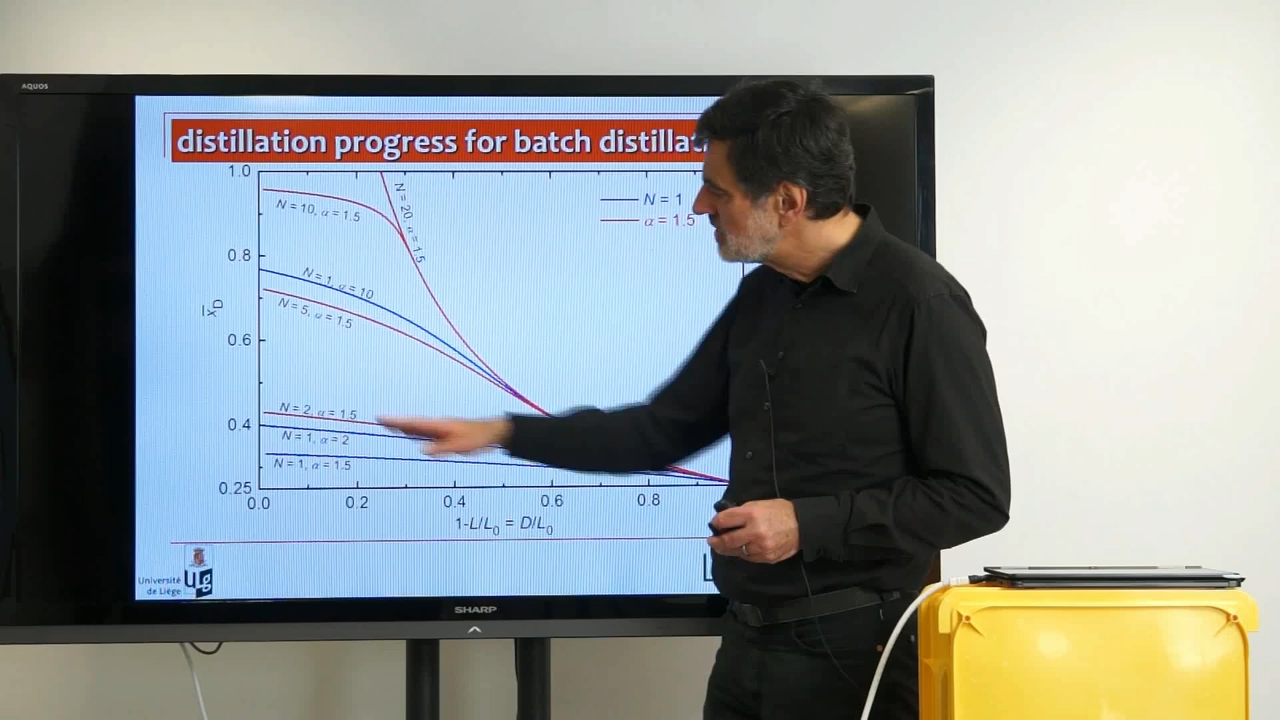 AQUOS
distillation progress for batch distillat
1.0
0.8
0.6
0.4
0.25
x̄D
N = 10, α = 1.5
N = 20, α = 1.5
N = 1
α = 1.5
N = 1, α = 10
N = 5, α = 1.5
N = 2, α = 1.5
N = 1, α = 2
N = 1, α = 1.5
0.0 0.2 0.4 0.6 0.8
1-L/L0 = D/L0
Université
de Liège
ULg
SHARP